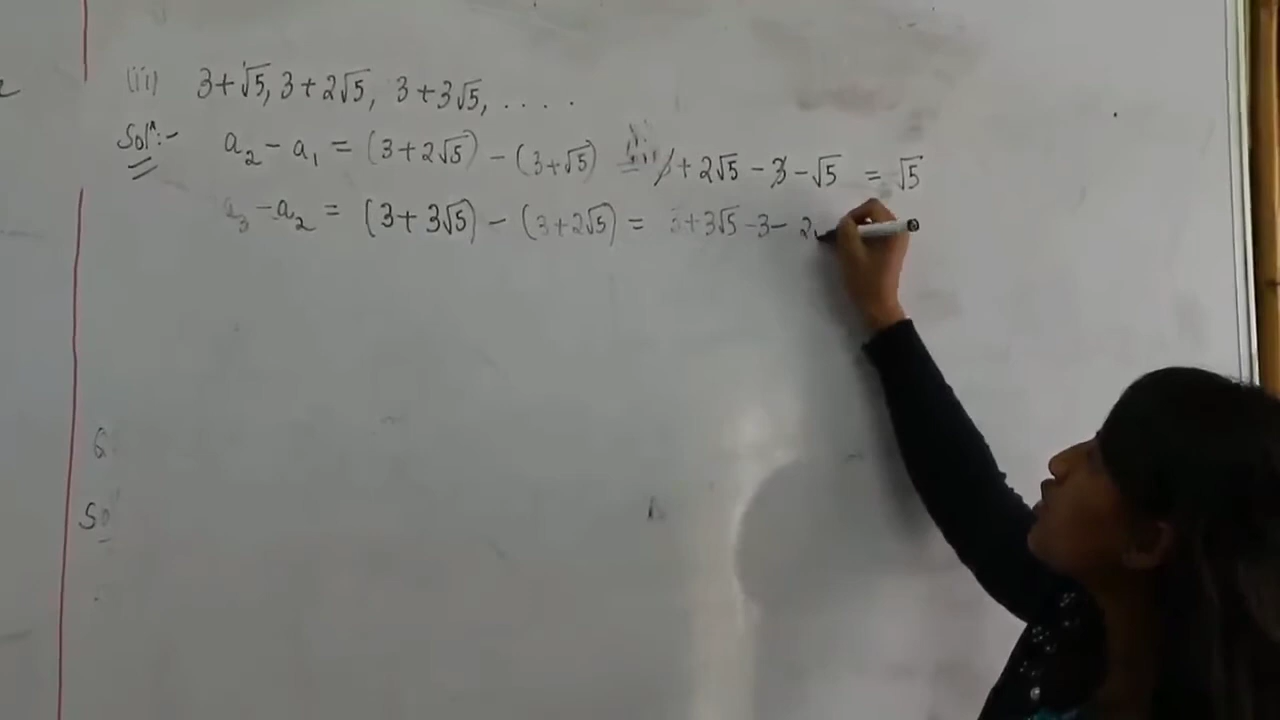 (ii) 3+√5, 3+2√5, 3+3√5, ....
Solⁿ:- a₂ - a₁ = (3+2√5) - (3+√5) = 3+2√5 - 3 - √5 = √5
a₃ - a₂ = (3+3√5) - (3+2√5) = 3+3√5 -3- 2
6
So